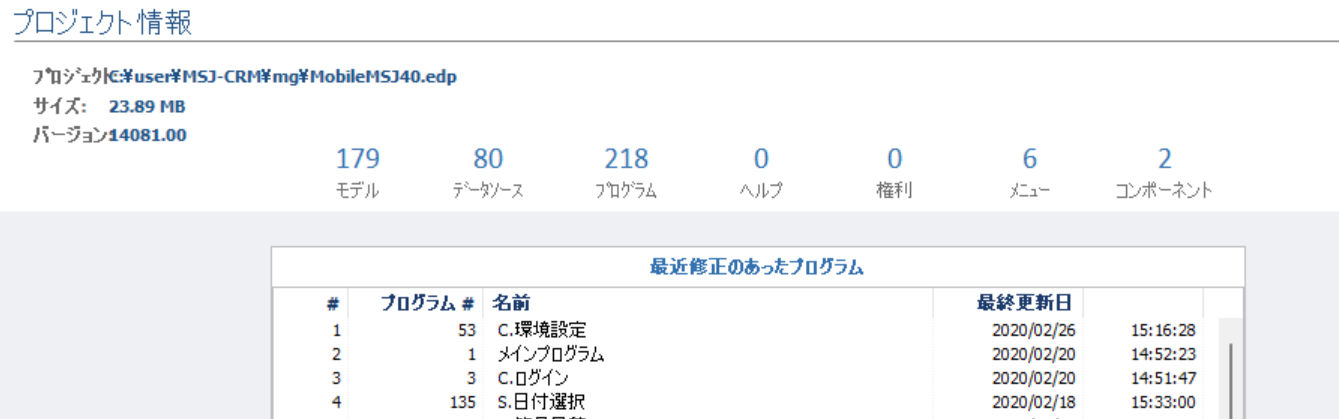 プロジェクト情報
プロジェクト C:¥user¥MSJ-CRM¥mg¥MobileMSJ40.edp
サイズ: 23.89 MB
バージョン 14081.00
179 80 218 0 0 6 2
モデル データソース プログラム ヘルプ 権利 メニュー コンポーネント
最近修正のあったプログラム
# プログラム # 名前 最終更新日
1 53 C.環境設定 2020/02/26 15:16:28
2 1 メインプログラム 2020/02/20 14:52:23
3 3 C.ログイン 2020/02/20 14:51:47
4 135 S.日付選択 2020/02/18 15:33:00